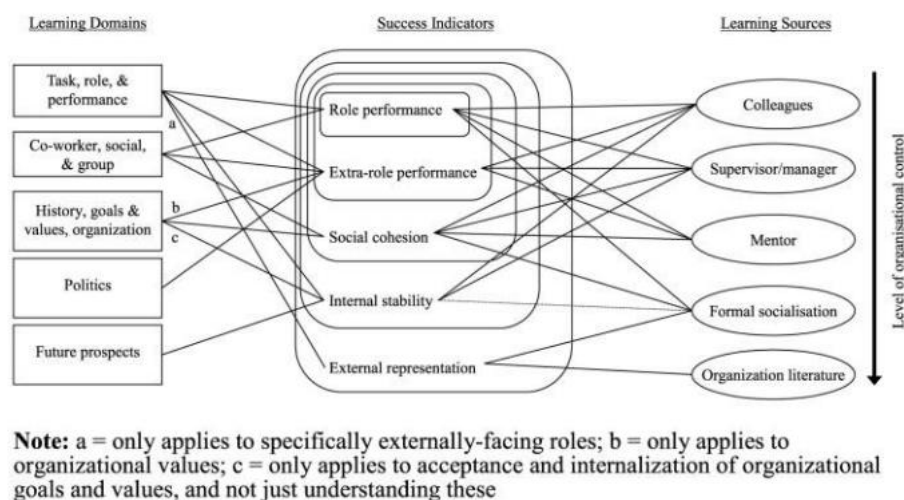 Learning Domains
Success Indicators
Learning Sources
Task, role, &
performance
a
Co-worker, social,
& group
History, goals &
values, organization
b
c
Politics
Future prospects
Role performance
Extra-role performance
Social cohesion
Internal stability
External representation
Colleagues
Supervisor/manager
Mentor
Formal socialisation
Organization literature
Level of organisational control
Note: a = only applies to specifically externally-facing roles; b = only applies to
organizational values; c = only applies to acceptance and internalization of organizational
goals and values, and not just understanding these